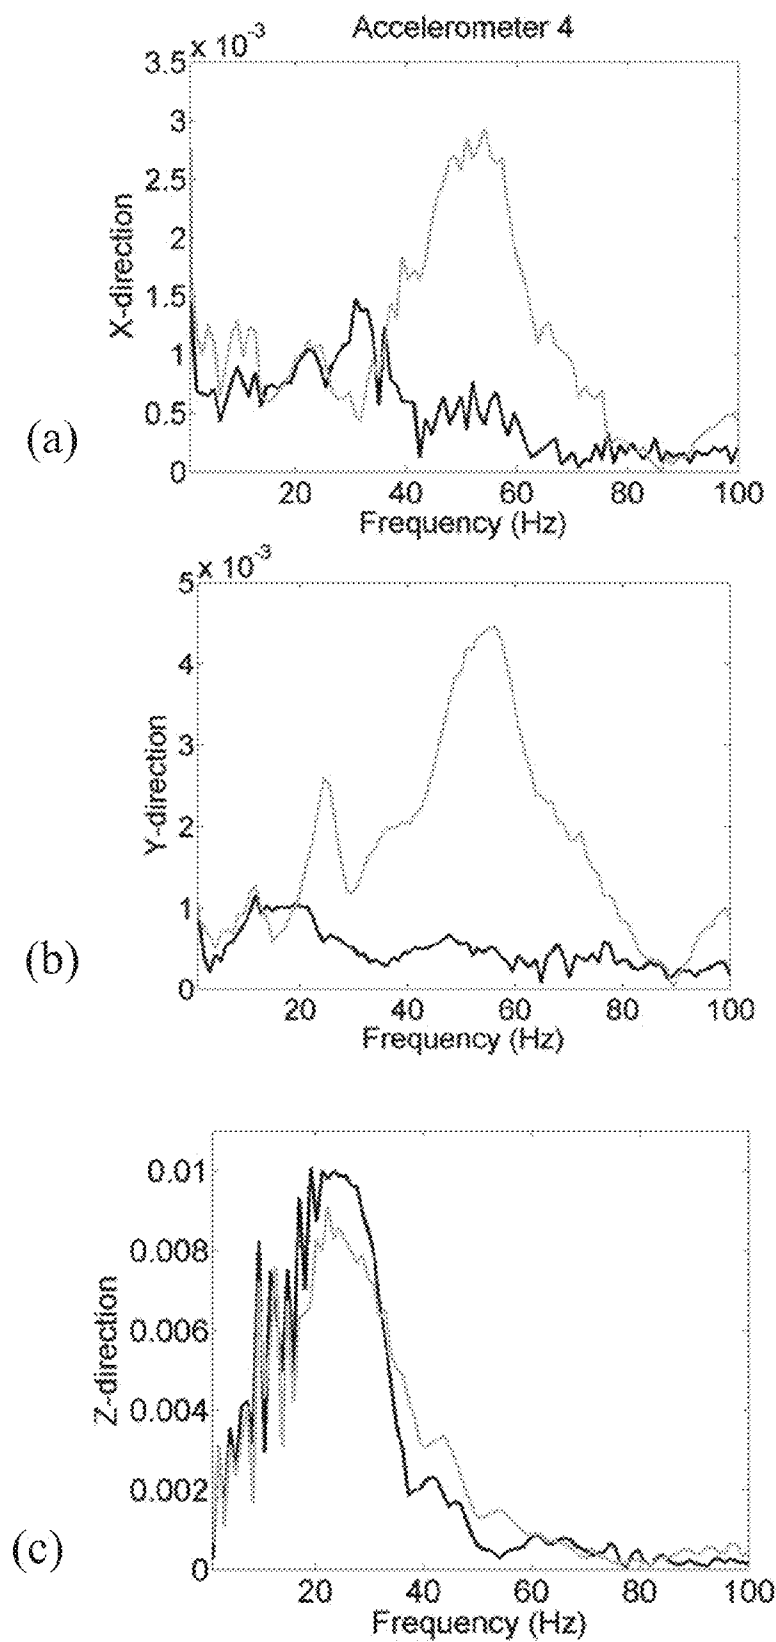 Accelerometer 4
x 10⁻³
3.5
3
2.5
2
1.5
1
0.5
0
X-direction
(a)
20 40 60 80 100
Frequency (Hz)
x 10⁻³
5
4
3
2
1
0
Y-direction
(b)
20 40 60 80 100
Frequency (Hz)
0.01
0.008
0.006
0.004
0.002
0
Z-direction
(c)
20 40 60 80 100
Frequency (Hz)